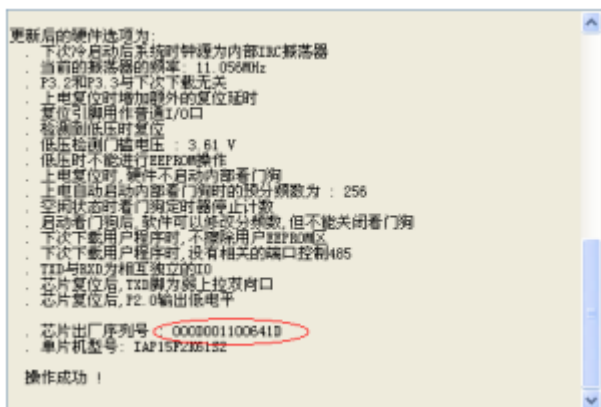 更新后的硬件选项为:
. 下次冷启动后系统时钟源为内部IRC振荡器
. 当前的振荡器的频率: 11.056MHz
. P3.2和P3.3与下次下载无关
. 上电复位时增加额外的复位延时
. 复位引脚用作普通I/O口
. 检测到低压时复位
. 低压检测门槛电压 : 3.61 V
. 低压时不能进行EEPROM操作
. 上电复位时,硬件不启动内部看门狗
. 上电自动启动内部看门狗时的预分频数为 : 256
. 空闲状态时看门狗定时器停止计数
. 启动看门狗后,软件可以修改分频数,但不能关闭看门狗
. 下次下载用户程序时,不擦除用户EEPROM区
. 下次下载用户程序时,没有相关的端口控制485
. TXD与RXD为相互独立的IO
. 芯片复位后,TXD脚为弱上拉双向口
. 芯片复位后,P2.0输出低电平
. 芯片出厂序列号 : 000D001100641D
. 单片机型号: IAP15F2K61S2
操作成功 !